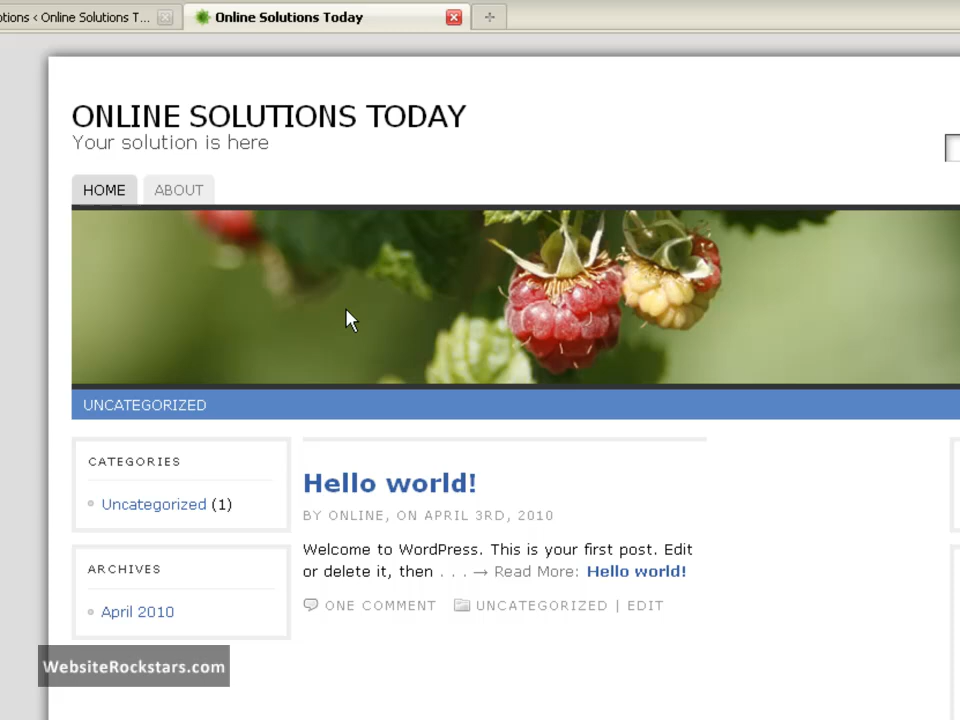 ptions < Online Solutions T...
Online Solutions Today
ONLINE SOLUTIONS TODAY
Your solution is here
HOME
ABOUT
UNCATEGORIZED
CATEGORIES
Uncategorized (1)
ARCHIVES
April 2010
Hello world!
BY ONLINE, ON APRIL 3RD, 2010
Welcome to WordPress. This is your first post. Edit
or delete it, then . . . → Read More: Hello world!
ONE COMMENT UNCATEGORIZED | EDIT
WebsiteRockstars.com